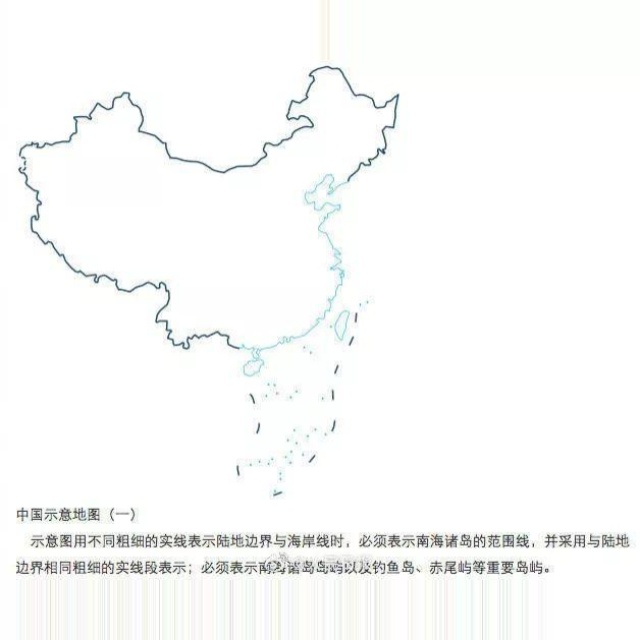 中国示意地图（一）
示意图用不同粗细的实线表示陆地边界与海岸线时，必须表示南海诸岛的范围线，并采用与陆地
边界相同粗细的实线段表示；必须表示南海诸岛岛屿以及钓鱼岛、赤尾屿等重要岛屿。